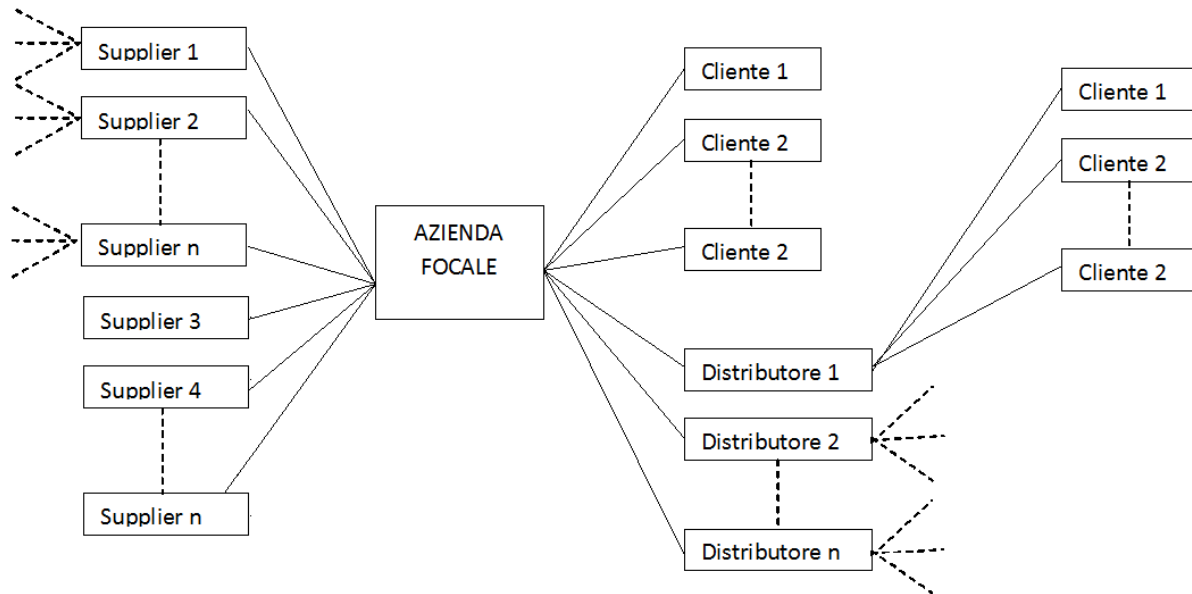 Supplier 1
Supplier 2
Supplier n
Supplier 3
Supplier 4
Supplier n
AZIENDA
FOCALE
Cliente 1
Cliente 2
Cliente 2
Distributore 1
Distributore 2
Distributore n
Cliente 1
Cliente 2
Cliente 2